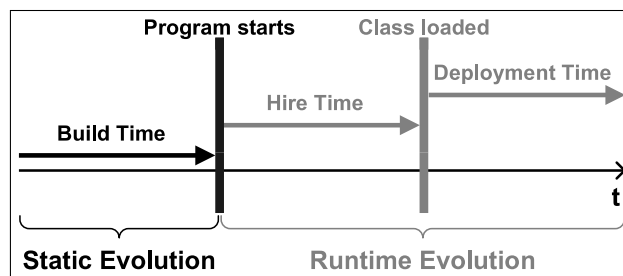 Program starts
Class loaded
Deployment Time
Hire Time
Build Time
t
Static Evolution
Runtime Evolution